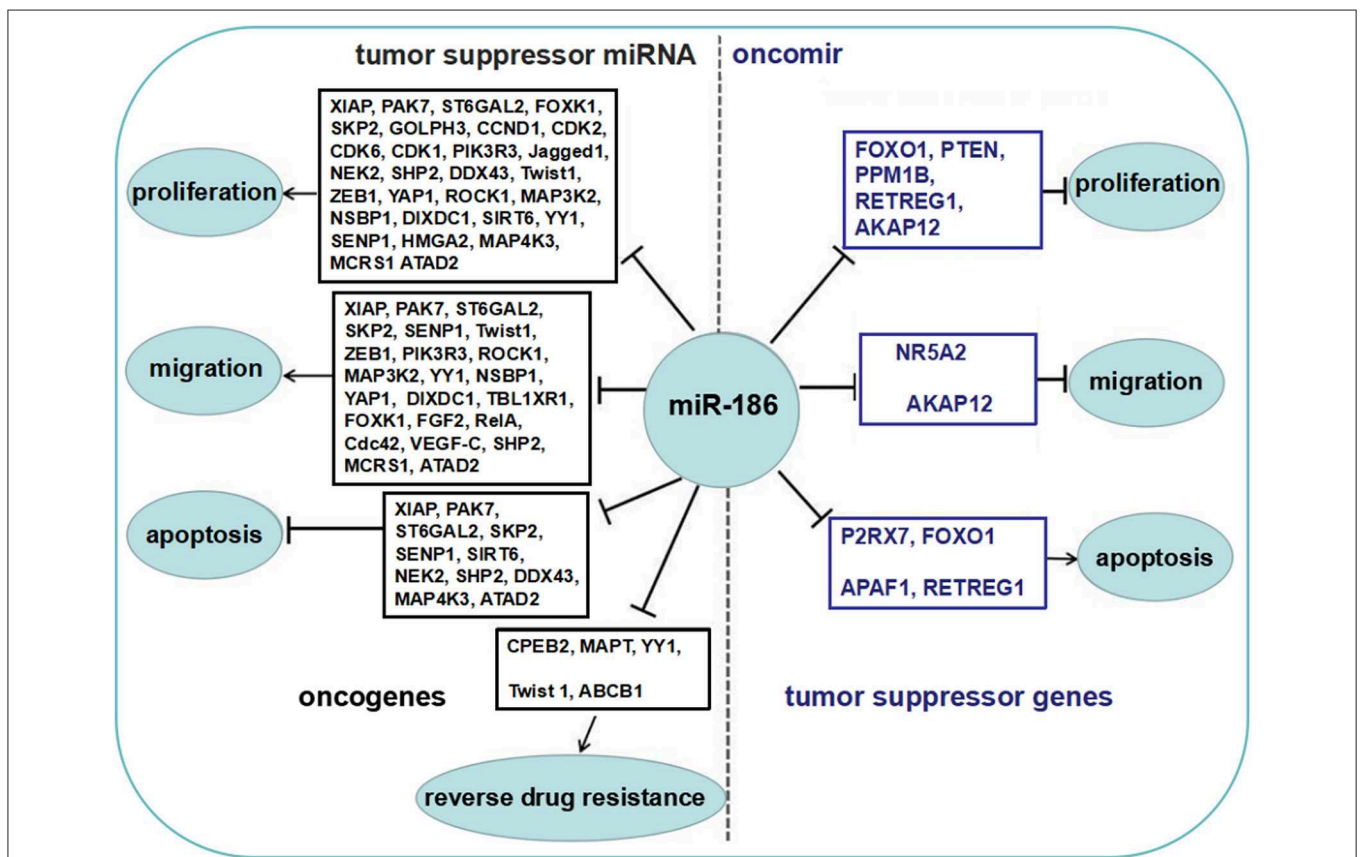 tumor suppressor miRNA
oncomir
XIAP, PAK7, ST6GAL2, FOXK1,
SKP2, GOLPH3, CCND1, CDK2,
CDK6, CDK1, PIK3R3, Jagged1,
NEK2, SHP2, DDX43, Twist1,
ZEB1, YAP1, ROCK1, MAP3K2,
NSBP1, DIXDC1, SIRT6, YY1,
SENP1, HMGA2, MAP4K3,
MCRS1 ATAD2
proliferation
FOXO1, PTEN,
PPM1B,
RETREG1,
AKAP12
proliferation
XIAP, PAK7, ST6GAL2,
SKP2, SENP1, Twist1,
ZEB1, PIK3R3, ROCK1,
MAP3K2, YY1, NSBP1,
YAP1, DIXDC1, TBL1XR1,
FOXK1, FGF2, RelA,
Cdc42, VEGF-C, SHP2,
MCRS1, ATAD2
migration
miR-186
NR5A2
AKAP12
migration
XIAP, PAK7,
ST6GAL2, SKP2,
SENP1, SIRT6,
NEK2, SHP2, DDX43,
MAP4K3, ATAD2
apoptosis
P2RX7, FOXO1
APAF1, RETREG1
apoptosis
CPEB2, MAPT, YY1,
Twist 1, ABCB1
oncogenes
tumor suppressor genes
reverse drug resistance